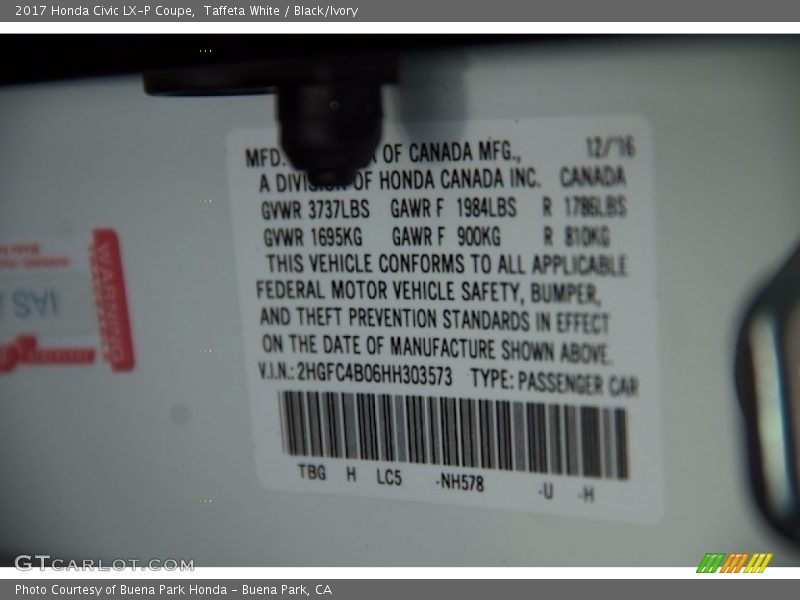 2017 Honda Civic LX-P Coupe, Taffeta White / Black/Ivory
MFD. OF CANADA MFG., 12/'16
A DIVISION OF HONDA CANADA INC. CANADA
GVWR 3737LBS GAWR F 1984LBS R 1786LBS
GVWR 1695KG GAWR F 900KG R 810KG
THIS VEHICLE CONFORMS TO ALL APPLICABLE
FEDERAL MOTOR VEHICLE SAFETY, BUMPER,
AND THEFT PREVENTION STANDARDS IN EFFECT
ON THE DATE OF MANUFACTURE SHOWN ABOVE.
V.I.N.: 2HGFC4B06HH303573 TYPE: PASSENGER CAR
TBG H LC5 -NH578 -U -H
WARNING
SAI
GTCARLOT.COM
Photo Courtesy of Buena Park Honda - Buena Park, CA